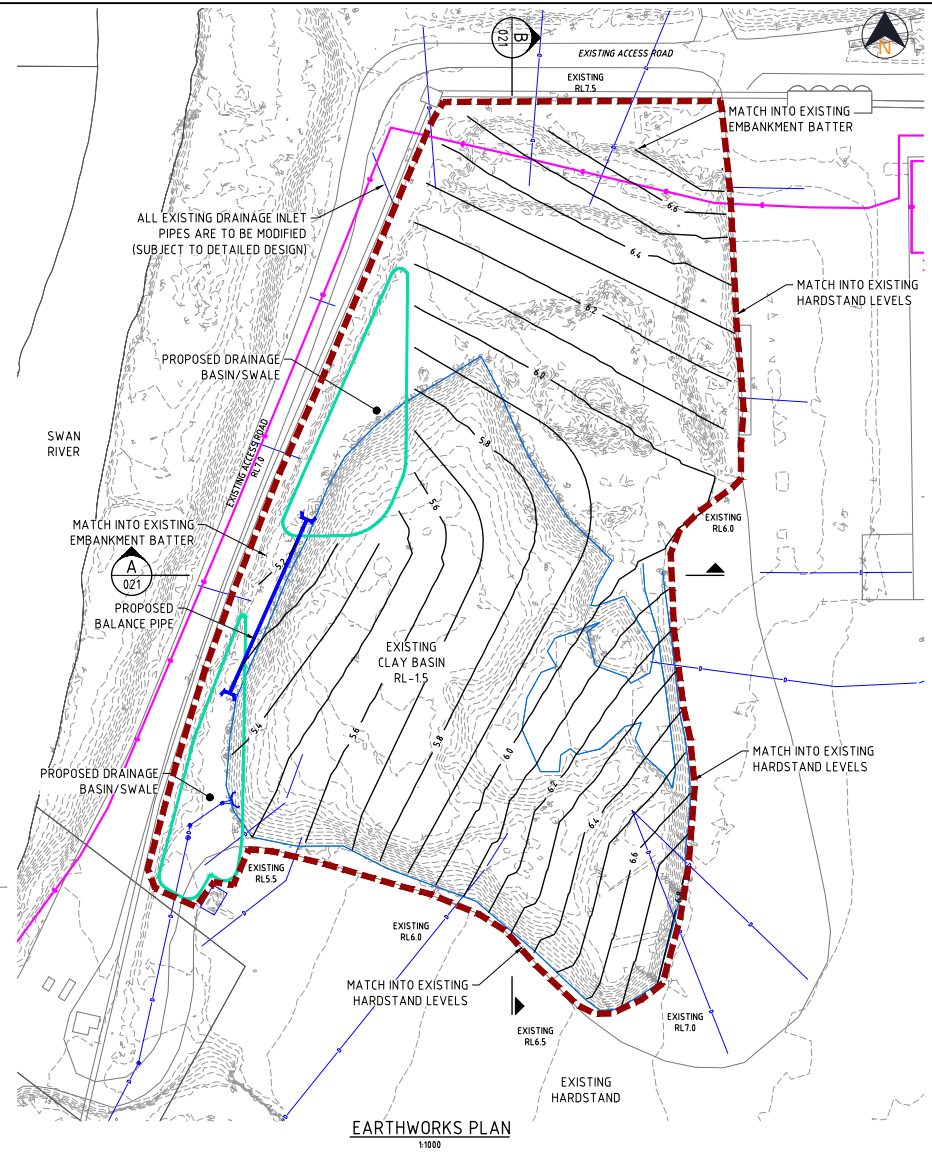 B
021
N
EXISTING ACCESS ROAD
EXISTING
RL7.5
MATCH INTO EXISTING
EMBANKMENT BATTER
ALL EXISTING DRAINAGE INLET
PIPES ARE TO BE MODIFIED
(SUBJECT TO DETAILED DESIGN)
6.6
6.4
MATCH INTO EXISTING
HARDSTAND LEVELS
6.2
PROPOSED DRAINAGE
BASIN/SWALE
6.0
SWAN
RIVER
EXISTING ACCESS ROAD
RL7.0
5.8
5.6
MATCH INTO EXISTING
EMBANKMENT BATTER
EXISTING
RL6.0
A
021
5.2
PROPOSED
BALANCE PIPE
EXISTING
CLAY BASIN
RL-1.5
5.4
5.6
5.8
6.0
MATCH INTO EXISTING
HARDSTAND LEVELS
PROPOSED DRAINAGE
BASIN/SWALE
6.2
6.4
6.6
6.8
EXISTING
RL5.5
EXISTING
RL6.0
MATCH INTO EXISTING
HARDSTAND LEVELS
EXISTING
RL7.0
EXISTING
RL6.5
EXISTING
HARDSTAND
EARTHWORKS PLAN
1:1000